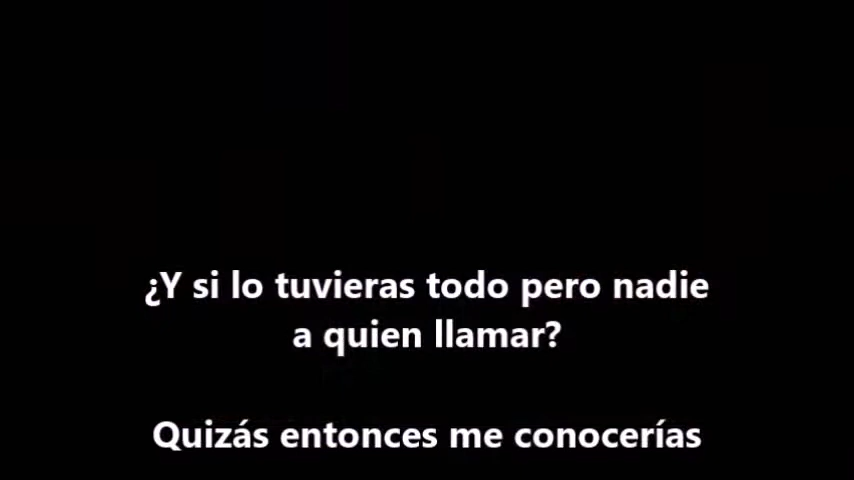 ¿Y si lo tuvieras todo pero nadie
a quien llamar?
Quizás entonces me conocerías